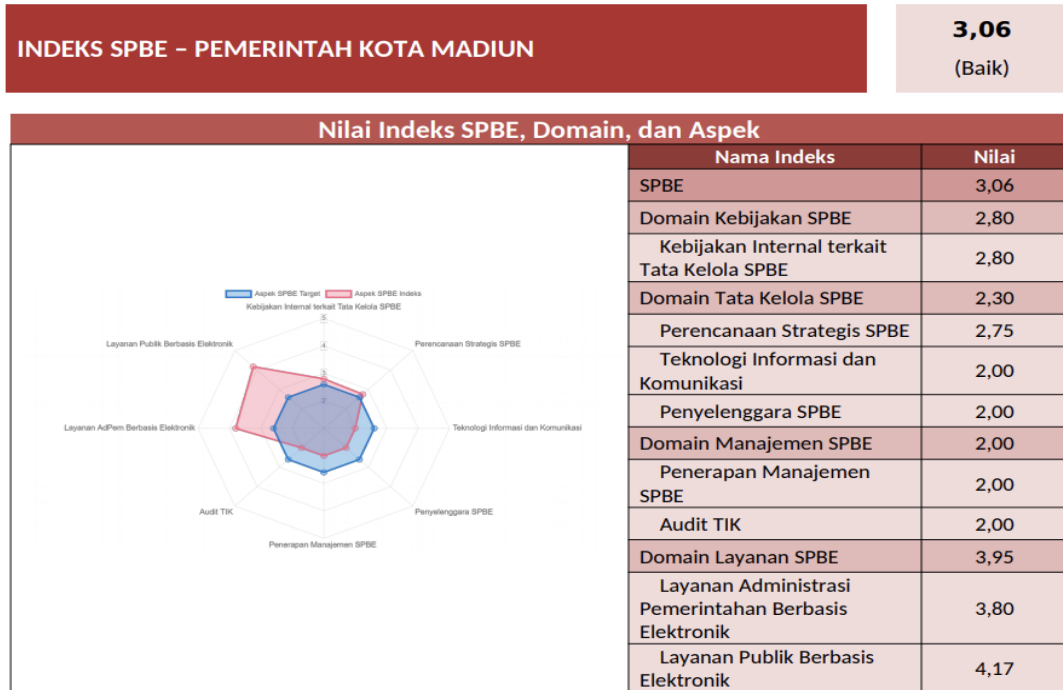 INDEKS SPBE – PEMERINTAH KOTA MADIUN
3,06
(Baik)
Nilai Indeks SPBE, Domain, dan Aspek
Aspek SPBE Target Aspek SPBE Indeks
Kebijakan Internal terkait Tata Kelola SPBE
5
Layanan Publik Berbasis Elektronik
4
Perencanaan Strategis SPBE
3
2
Layanan AdPem Berbasis Elektronik
Teknologi Informasi dan Komunikasi
Audit TIK
Penyelenggara SPBE
Penerapan Manajemen SPBE
Nama Indeks Nilai
SPBE 3,06
Domain Kebijakan SPBE 2,80
Kebijakan Internal terkait
Tata Kelola SPBE 2,80
Domain Tata Kelola SPBE 2,30
Perencanaan Strategis SPBE 2,75
Teknologi Informasi dan
Komunikasi 2,00
Penyelenggara SPBE 2,00
Domain Manajemen SPBE 2,00
Penerapan Manajemen
SPBE 2,00
Audit TIK 2,00
Domain Layanan SPBE 3,95
Layanan Administrasi
Pemerintahan Berbasis 3,80
Elektronik
Layanan Publik Berbasis
Elektronik 4,17